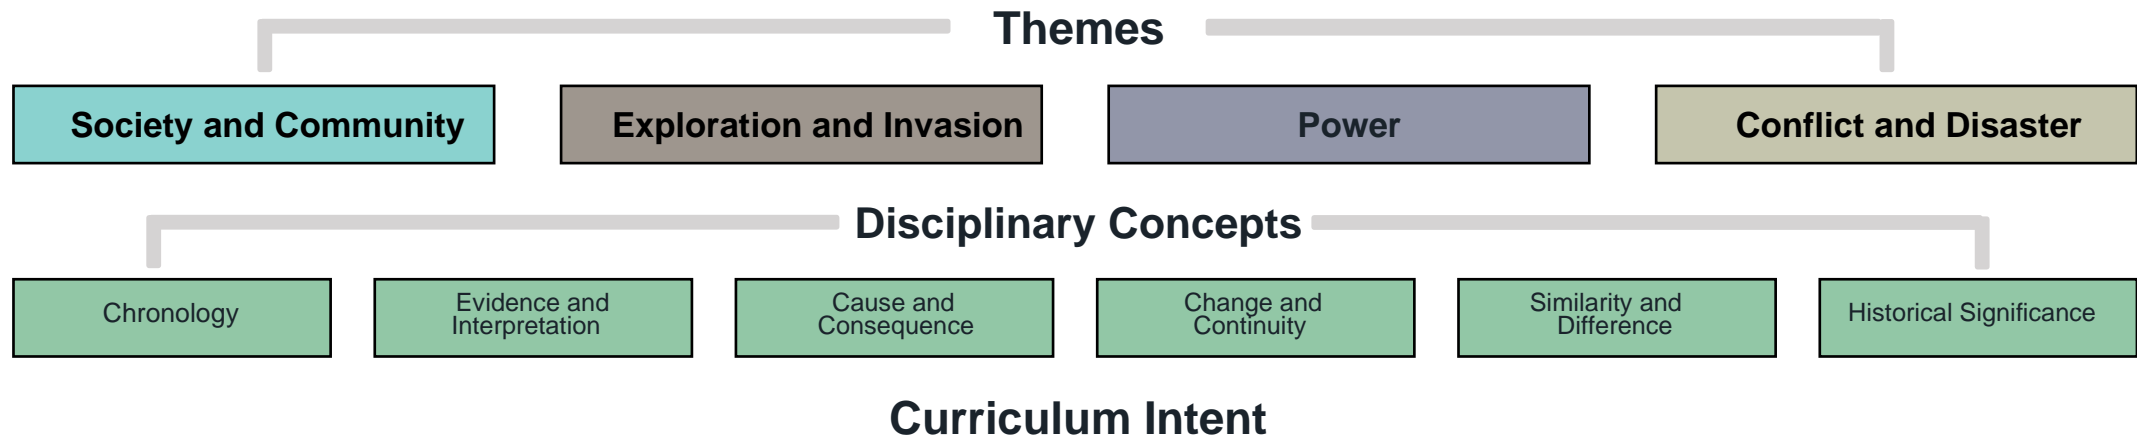 Themes
Society and Community
Exploration and Invasion
Power
Conflict and Disaster
Disciplinary Concepts
Chronology
Evidence and
Interpretation
Cause and
Consequence
Change and
Continuity
Similarity and
Difference
Historical Significance
Curriculum Intent